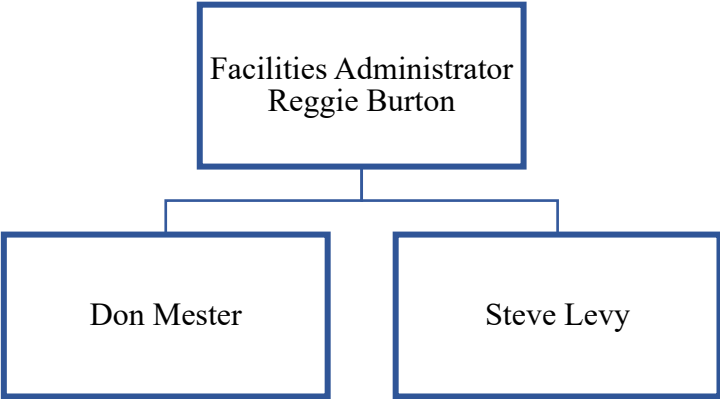 Facilities Administrator
Reggie Burton
Don Mester
Steve Levy